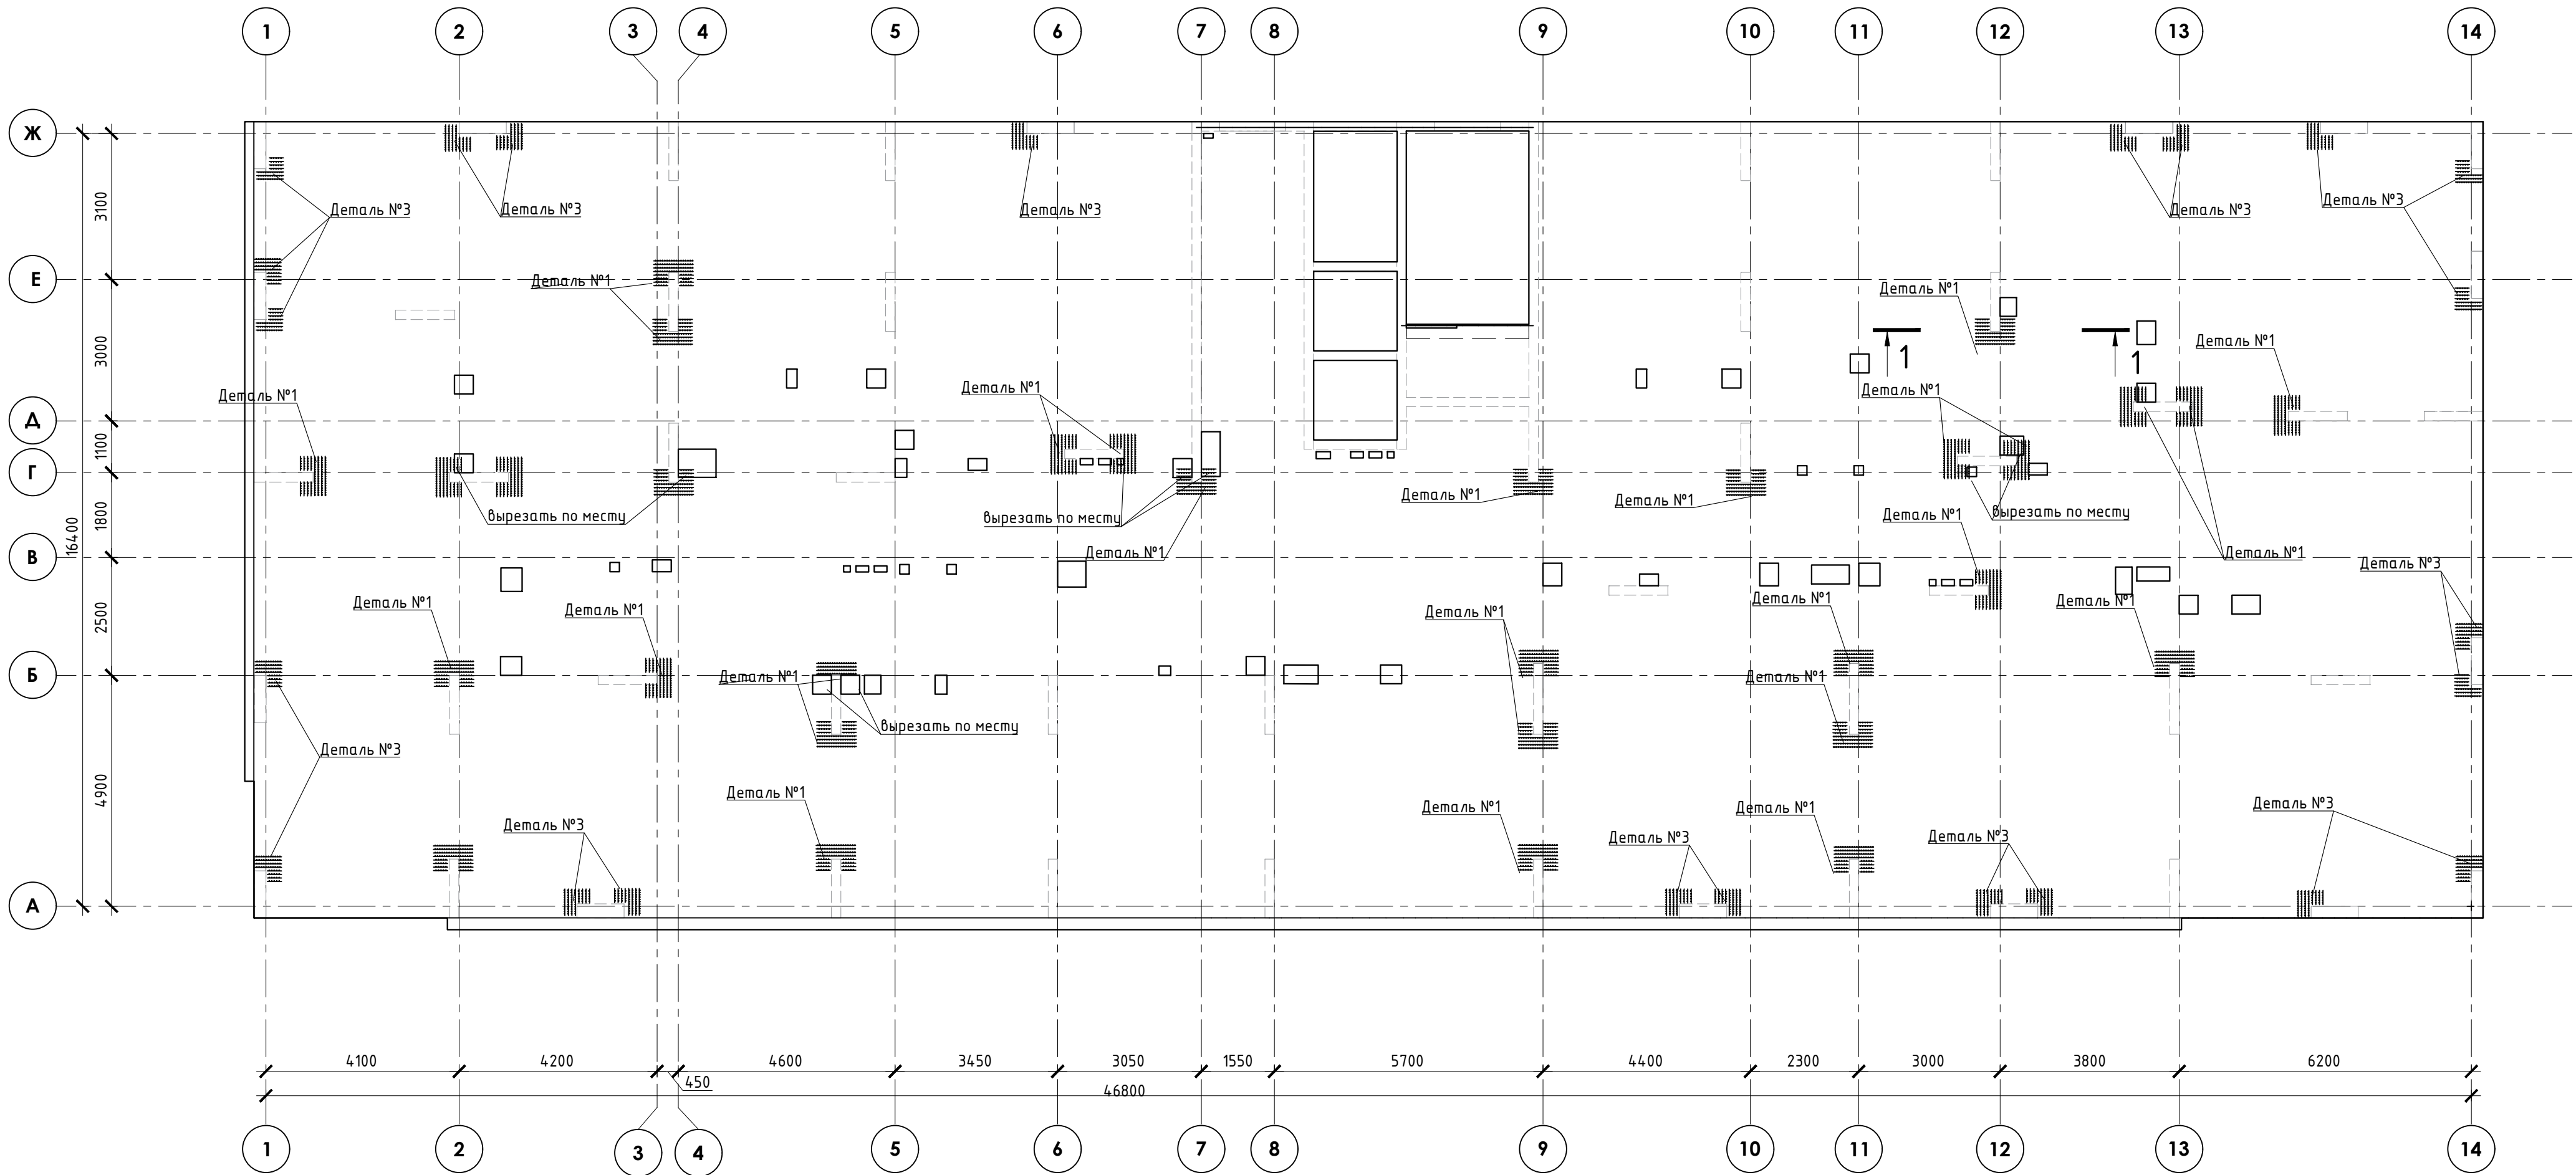 1 2 3 4 5 6 7 8 9 10 11 12 13 14
Ж
3100
Деталь №3
Деталь №3
Деталь №3
Деталь №3
Деталь №3
Е
Деталь №1
Деталь №1
3000
1
1
Деталь №1
Деталь №1
Деталь №1
Деталь №1
Д
1100
Г
Деталь №1
Деталь №1
вырезать по месту
вырезать по месту
вырезать по месту
1800
16400
Деталь №1
Деталь №1
Деталь №1
В
Деталь №3
2500
Деталь №1
Деталь №1
Деталь №1
Деталь №1
Деталь №1
Б
Деталь №1
Деталь №1
вырезать по месту
Деталь №3
4900
Деталь №1
Деталь №1
Деталь №1
Деталь №3
Деталь №3
Деталь №3
Деталь №3
А
4100 4200 4600 3450 3050 1550 5700 4400 2300 3000 3800 6200
450
46800
1 2 3 4 5 6 7 8 9 10 11 12 13 14